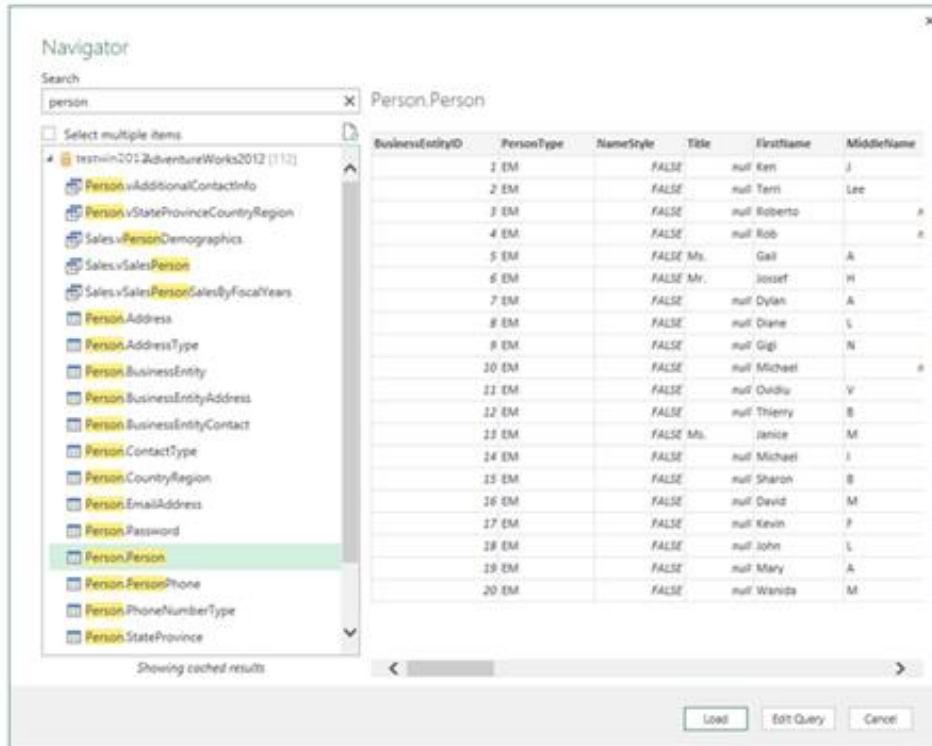 Navigator
Search
person
Select multiple items
testwin2012AdventureWorks2012 [112]
Person.vAdditionalContactInfo
Person.vStateProvinceCountryRegion
Sales.vPersonDemographics
Sales.vSalesPerson
Sales.vSalesPersonSalesByFiscalYears
Person.Address
Person.AddressType
Person.BusinessEntity
Person.BusinessEntityAddress
Person.BusinessEntityContact
Person.ContactType
Person.CountryRegion
Person.EmailAddress
Person.Password
Person.Person
Person.PersonPhone
Person.PhoneNumberType
Person.StateProvince
Showing cached results
Person.Person
BusinessEntityID PersonType NameStyle Title FirstName MiddleName
1 EM FALSE null Ken J
2 EM FALSE null Terri Lee
3 EM FALSE null Roberto n
4 EM FALSE null Rob n
5 EM FALSE Ms. Gail A
6 EM FALSE Mr. Jossef H
7 EM FALSE null Dylan A
8 EM FALSE null Diane L
9 EM FALSE null Gigi N
10 EM FALSE null Michael n
11 EM FALSE null Ovidiu V
12 EM FALSE null Thierry B
13 EM FALSE Ms. Janice M
14 EM FALSE null Michael I
15 EM FALSE null Sharon B
16 EM FALSE null David M
17 EM FALSE null Kevin F
18 EM FALSE null John L
19 EM FALSE null Mary A
20 EM FALSE null Wanida M
Load Edit Query Cancel